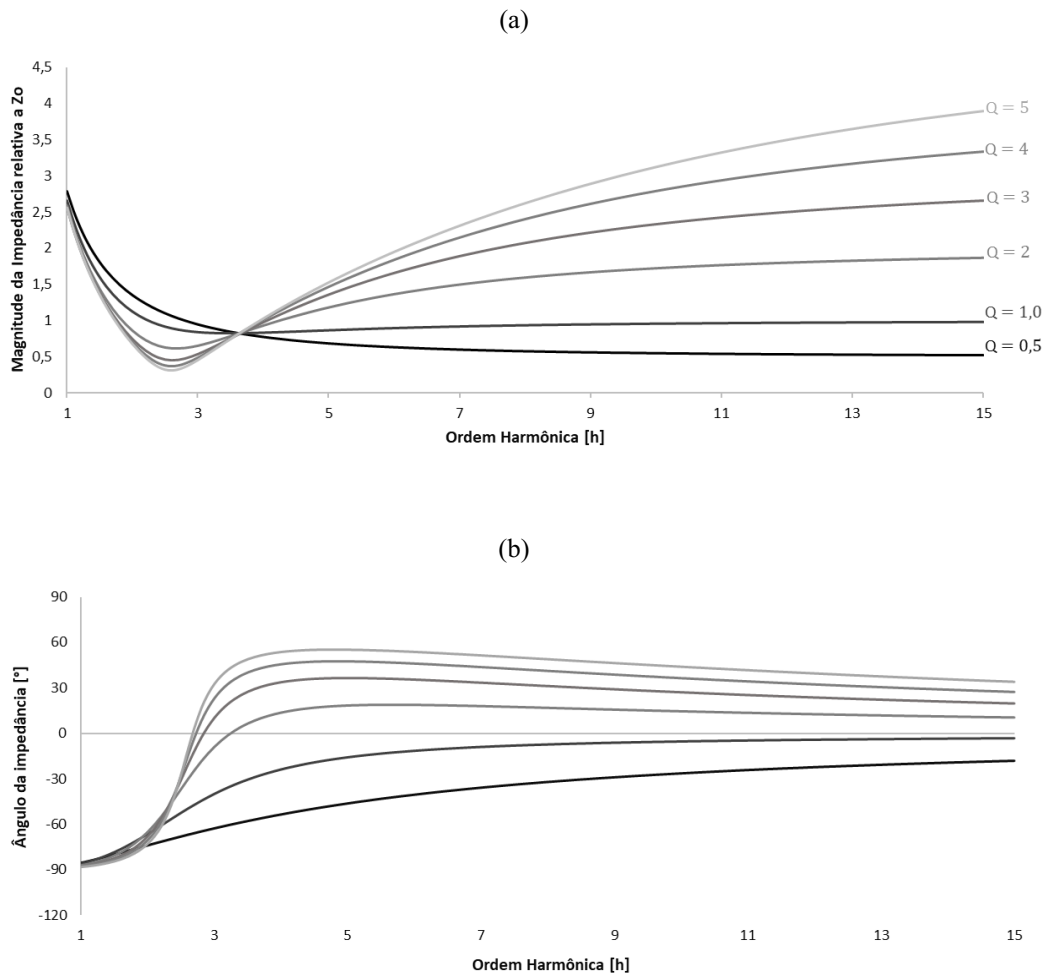 (a)
Magnitude da Impedância relativa a Zo
4,5
4
3,5
3
2,5
2
1,5
1
0,5
0
Q = 5
Q = 4
Q = 3
Q = 2
Q = 1,0
Q = 0,5
1 3 5 7 9 11 13 15
Ordem Harmônica [h]
(b)
Ângulo da impedância [°]
90
60
30
0
-30
-60
-90
-120
1 3 5 7 9 11 13 15
Ordem Harmônica [h]